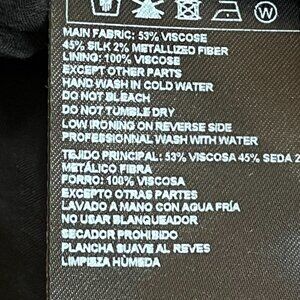 MAIN FABRIC: 53% VISCOSE
45% SILK 2% METALLIZED FIBER
LINING: 100% VISCOSE
EXCEPT OTHER PARTS
HAND WASH IN COLD WATER
DO NOT BLEACH
DO NOT TUMBLE DRY
LOW IRONING ON REVERSE SIDE
PROFESSIONNAL WASH WITH WATER
TEJIDO PRINCIPAL: 53% VISCOSA 45% SEDA 2
METÁLICO FIBRA
FORRO: 100% VISCOSA
EXCEPTO OTRAS PARTES
LAVADO A MANO CON AGUA FRÍA
NO USAR BLANQUEADOR
SECADOR PROHIBIDO
PLANCHA SUAVE AL REVES
LIMPIEZA HÚMEDA